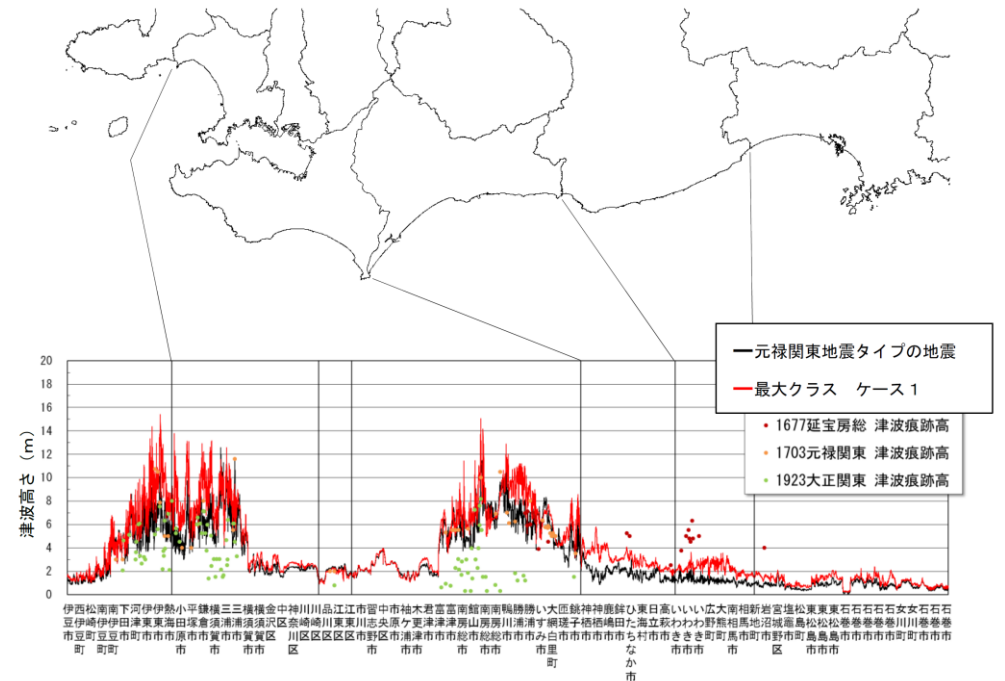 元禄関東地震タイプの地震
最大クラス ケース1
• 1677延宝房総 津波痕跡高
• 1703元禄関東 津波痕跡高
• 1923大正関東 津波痕跡高
津波高さ(m)
20
18
16
14
12
10
8
6
4
2
0
伊豆市
西伊豆町
松崎町
南伊豆町
南伊豆町
下田市
河津町
伊東市
伊東市
熱海市
小田原市
平塚市
鎌倉市
横須賀市
三浦市
三浦市
横須賀市
横須賀市
金沢区
中区
神奈川区
川崎区
川崎区
品川区
江東区
江東区
市川市
習志野市
中央区
市原市
袖ケ浦市
木更津市
君津市
富津市
富津市
南房総市
館山市
南房総市
南房総市
鴨川市
勝浦市
勝浦市
いすみ市
大網白里町
匝瑳市
銚子市
神栖市
神栖市
鹿嶋市
鉾田市
ひたちなか市
東海村
日立市
高萩市
いわき市
いわき市
いわき市
広野町
大熊町
南相馬市
相馬市
新地町
岩沼市
宮城野区
塩竈市
松島町
東松島市
東松島市
東松島市
石巻市
石巻市
石巻市
石巻市
石巻市
女川町
女川町
石巻市
石巻市
石巻市